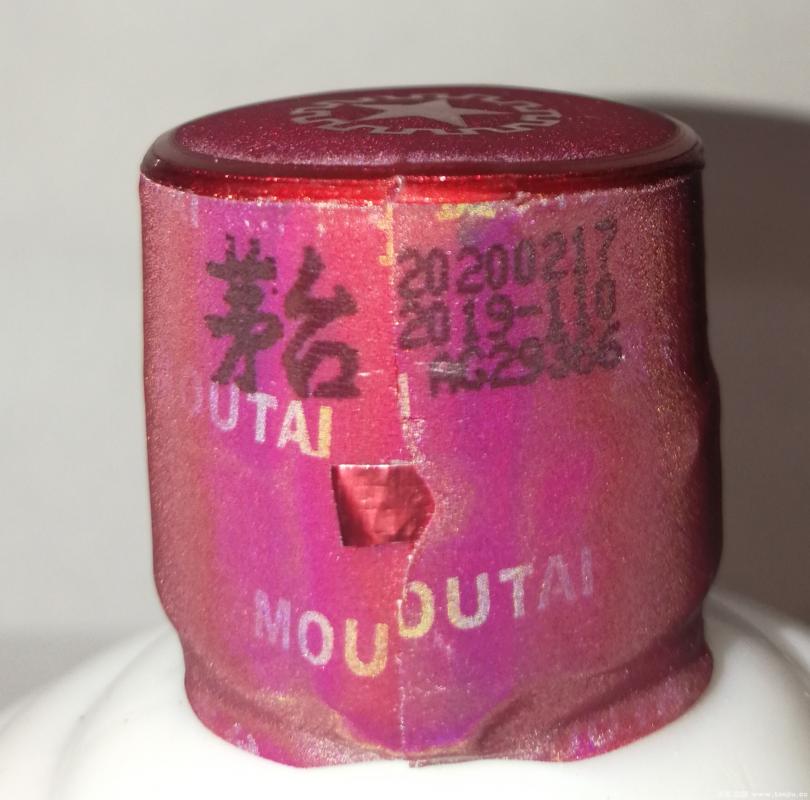 茅台
20200217
2019-110
AC29366
OUTAI
MOU
OUTAI